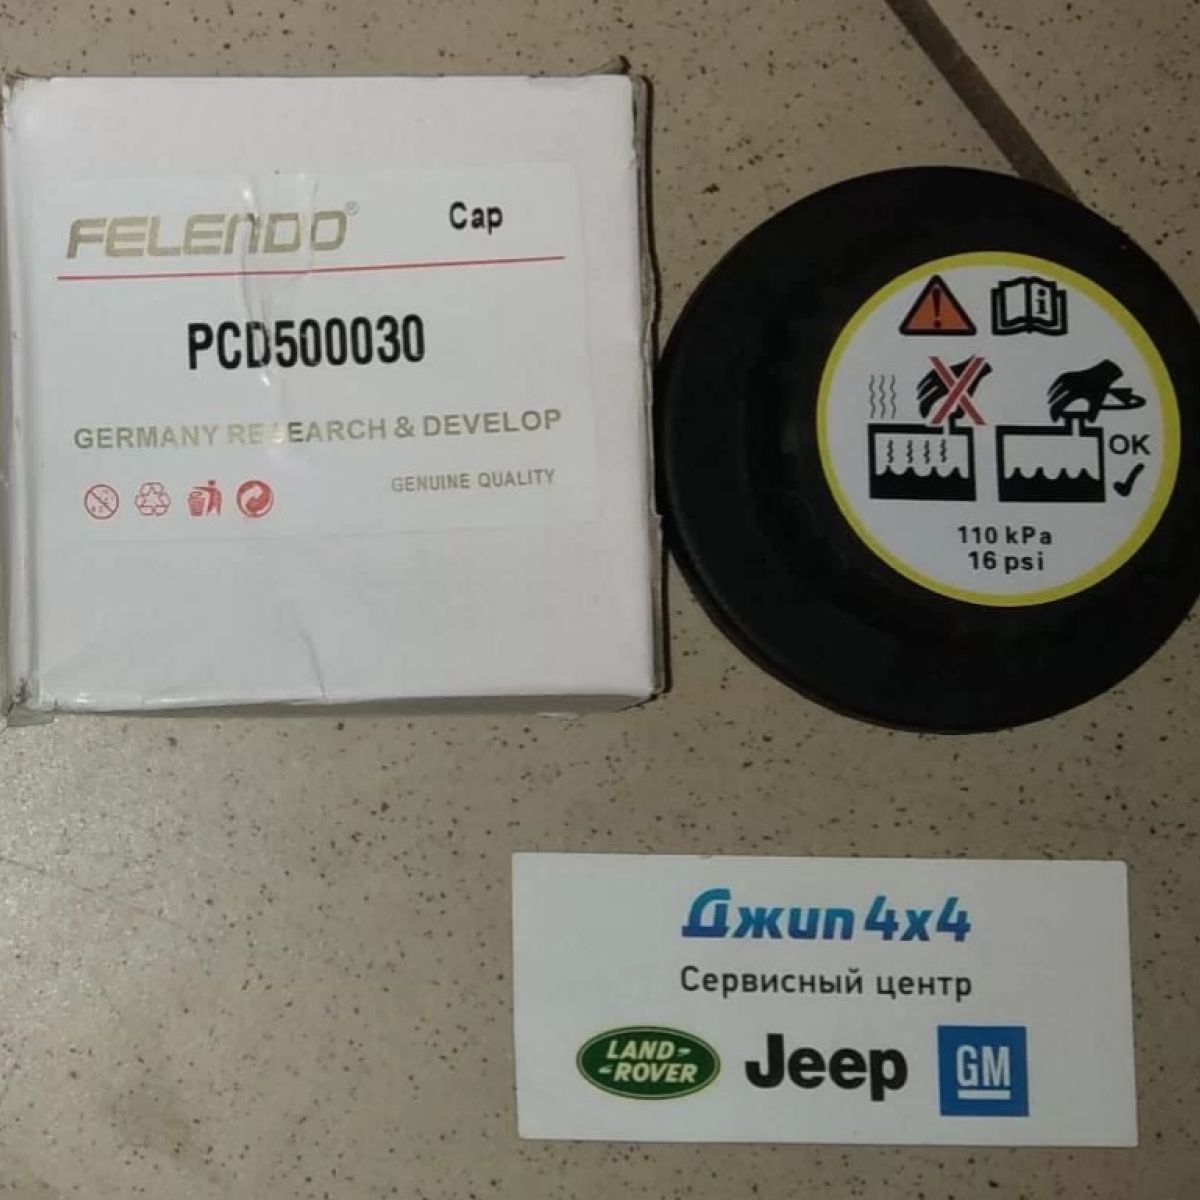 FELENDO®
Cap
PCD500030
GERMANY RESEARCH & DEVELOP
GENUINE QUALITY
OK
110 kPa
16 psi
Джип 4x4
Сервисный центр
LAND-
-ROVER
Jeep
GM